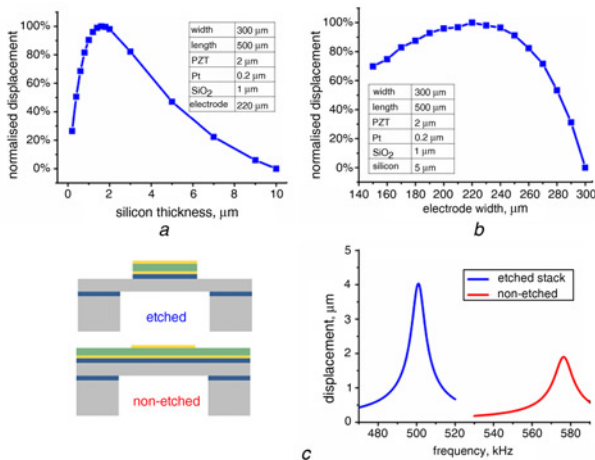 normalised displacement
100%
80%
60%
40%
20%
0%
width 300 μm
length 500 μm
PZT 2 μm
Pt 0.2 μm
SiO2 1 μm
electrode 220 μm
0 2 4 6 8 10
silicon thickness, μm
a
normalised displacement
100%
80%
60%
40%
20%
0%
width 300 μm
length 500 μm
PZT 2 μm
Pt 0.2 μm
SiO2 1 μm
silicon 5 μm
140 160 180 200 220 240 260 280 300
electrode width, μm
b
etched
non-etched
displacement, μm
5
4
3
2
1
0
etched stack
non-etched
480 500 520 540 560 580
frequency, kHz
c